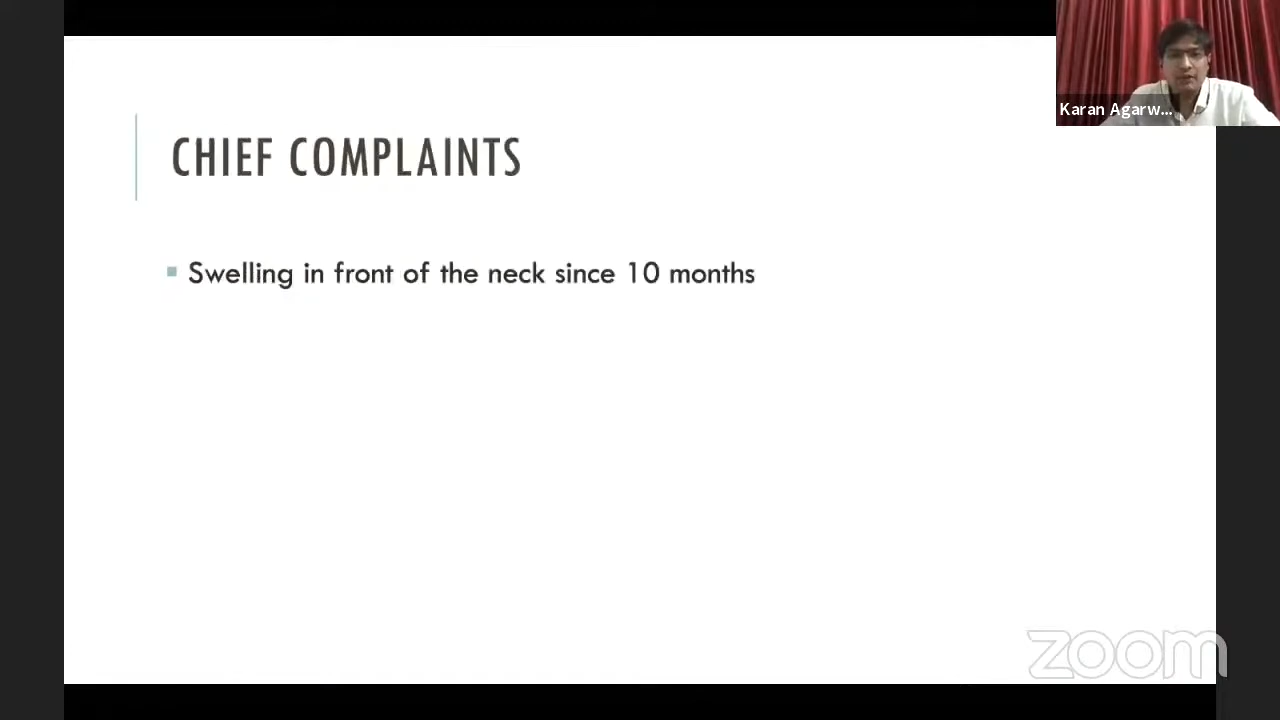 Karan Agarw...
CHIEF COMPLAINTS
Swelling in front of the neck since 10 months
zoom